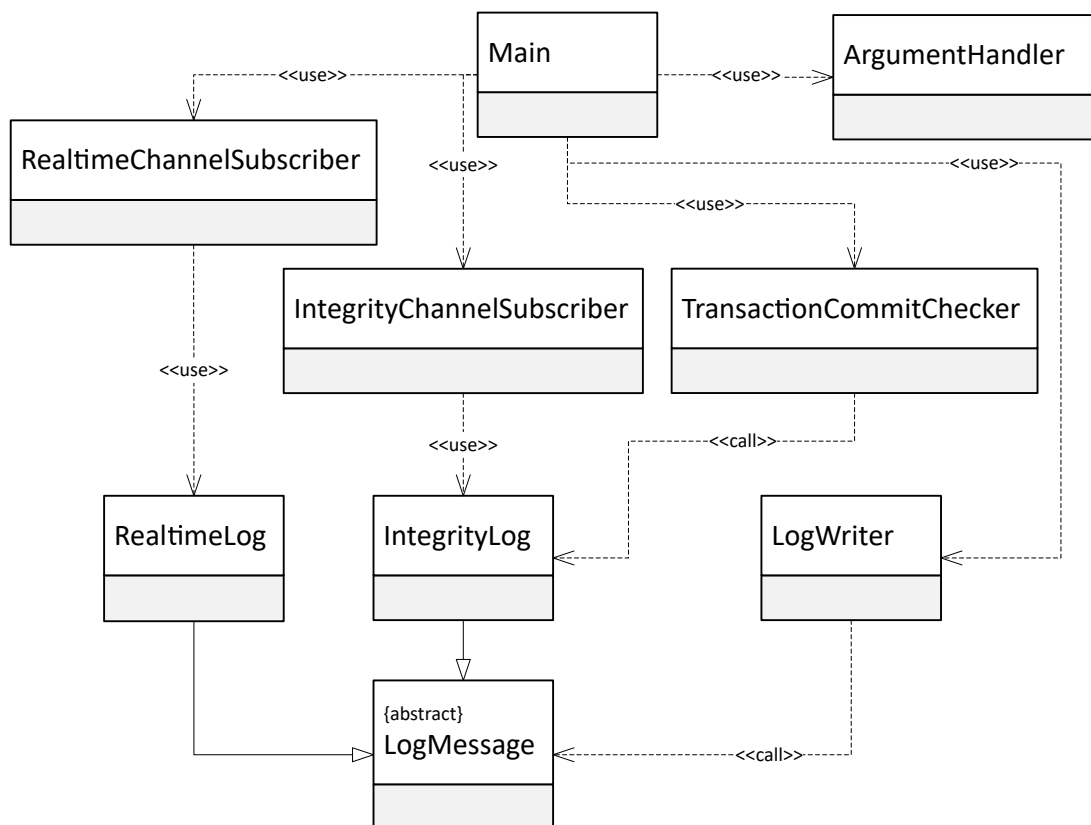 Main
ArgumentHandler
<<use>>
<<use>>
RealtimeChannelSubscriber
<<use>>
<<use>>
<<use>>
IntegrityChannelSubscriber
TransactionCommitChecker
<<use>>
<<use>>
<<call>>
RealtimeLog
IntegrityLog
LogWriter
{abstract}
LogMessage
<<call>>